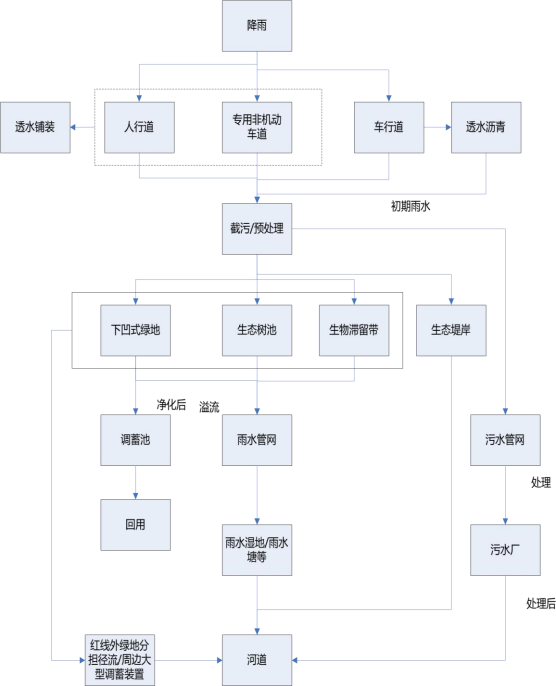 降雨
透水铺装
人行道
专用非机动
车道
车行道
透水沥青
初期雨水
截污/预处理
下凹式绿地
生态树池
生物滞留带
生态堤岸
净化后
溢流
调蓄池
雨水管网
污水管网
处理
回用
雨水湿地/雨水
塘等
污水厂
处理后
红线外绿地分
担径流/周边大
型调蓄装置
河道